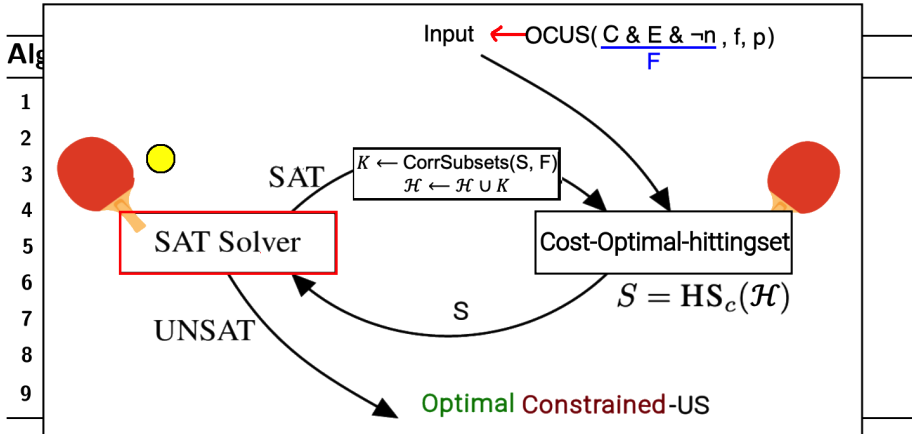 Input ← OCUS( C & E & ¬n , f, p)
F
Alg
1
2
3
4
5
6
7
8
9
SAT
K ← CorrSubsets(S, F)
ℋ ← ℋ ∪ K
SAT Solver
Cost-Optimal-hittingset
S = HS_c(ℋ)
S
UNSAT
Optimal Constrained-US